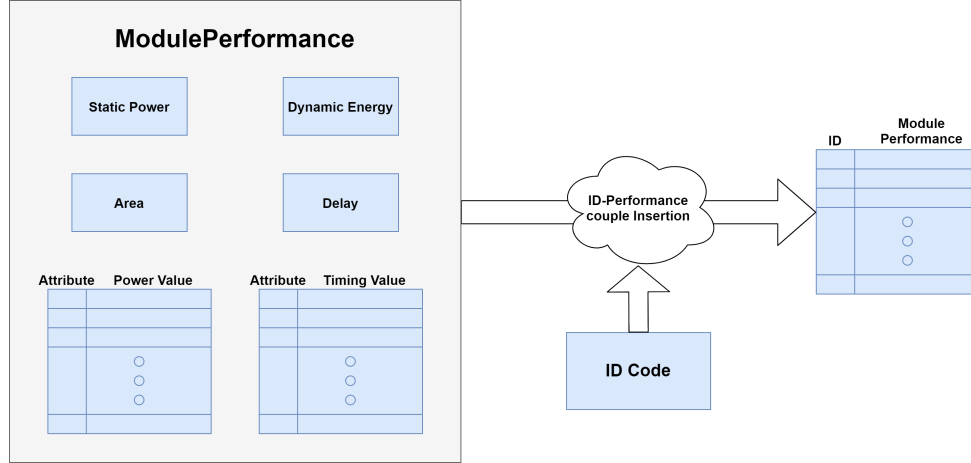 ModulePerformance
Static Power
Dynamic Energy
Area
Delay
Attribute Power Value
Attribute Timing Value
ID-Performance
couple Insertion
ID Code
ID
Module
Performance